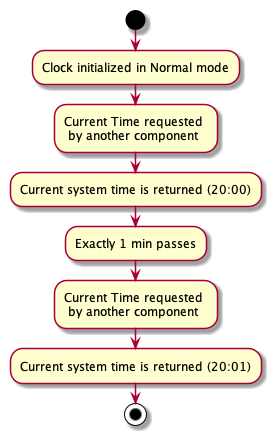 Clock initialized in Normal mode
Current Time requested
by another component
Current system time is returned (20:00)
Exactly 1 min passes
Current Time requested
by another component
Current system time is returned (20:01)